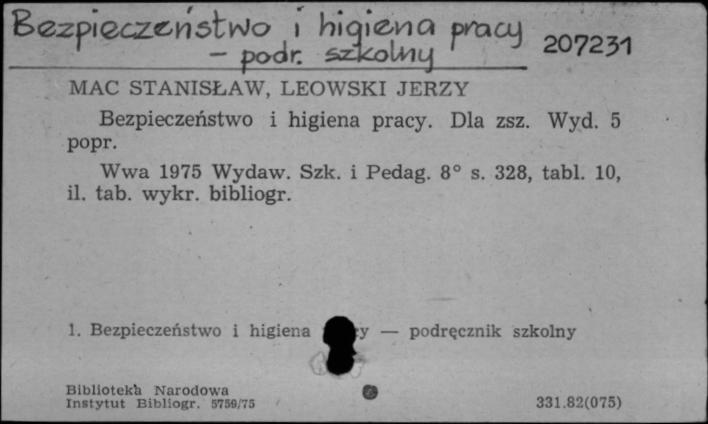 Bezpieczeństwo i higiena pracy
– podr. szkolny
207231
MAC STANISŁAW, LEOWSKI JERZY
Bezpieczeństwo i higiena pracy. Dla zsz. Wyd. 5
popr.
Wwa 1975 Wydaw. Szk. i Pedag. 8° s. 328, tabl. 10,
il. tab. wykr. bibliogr.
1. Bezpieczeństwo i higiena y — podręcznik szkolny
Biblioteka Narodowa
Instytut Bibliogr. 5759/75
331.82(075)